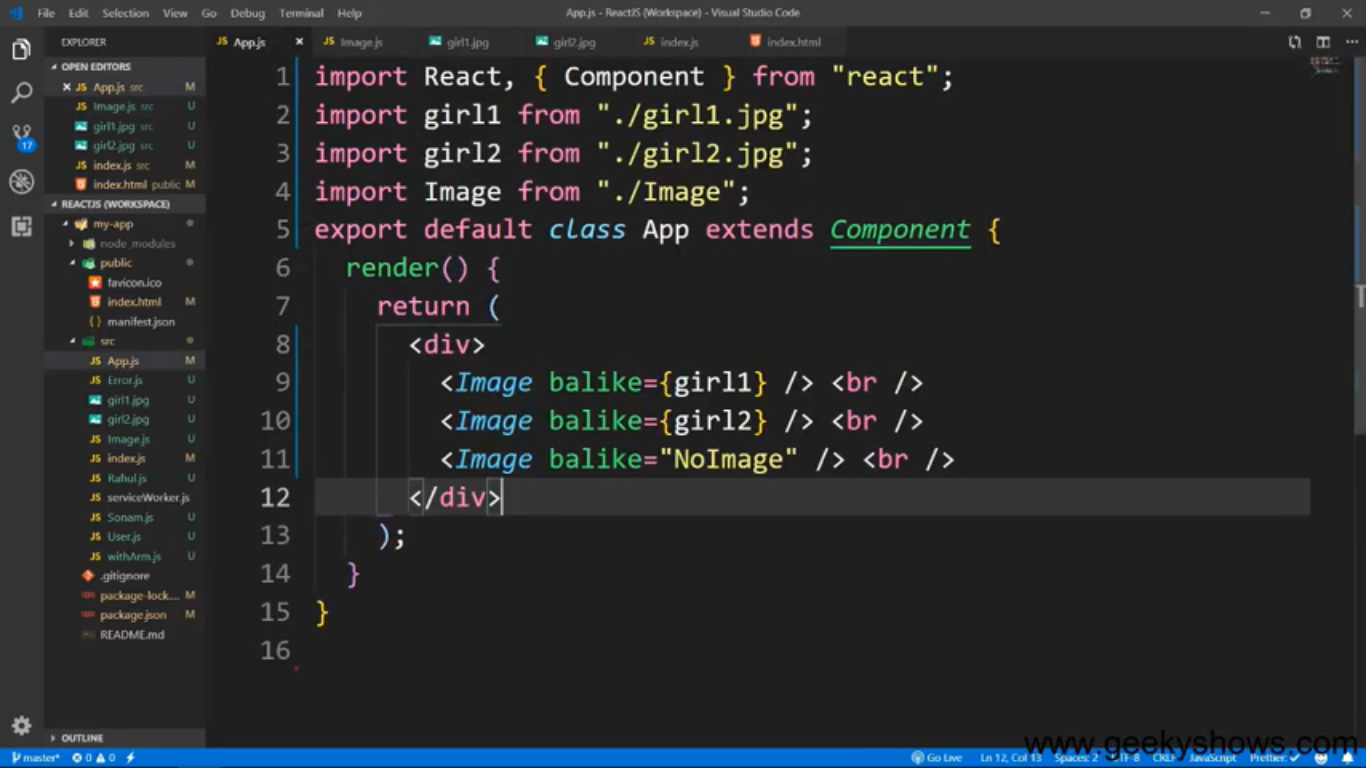 File Edit Selection View Go Debug Terminal Help
App.js - ReactJS (Workspace) - Visual Studio Code
EXPLORER
App.js
Image.js
girl1.jpg
girl2.jpg
index.js
index.html
OPEN EDITORS
App.js src M
Image.js src U
girl1.jpg src U
girl2.jpg src U
index.js src M
index.html public M
REACTJS (WORKSPACE)
my-app
node_modules
public
favicon.ico
index.html M
manifest.json
src
App.js M
Error.js U
girl1.jpg U
girl2.jpg U
Image.js U
index.js M
Rahul.js U
serviceWorker.js
Sonam.js U
User.js U
withArm.js U
.gitignore
package-lock.... M
package.json M
README.md
OUTLINE
17
1 import React, { Component } from "react";
2 import girl1 from "./girl1.jpg";
3 import girl2 from "./girl2.jpg";
4 import Image from "./Image";
5 export default class App extends Component {
6 render() {
7 return (
8 <div>
9 <Image balike={girl1} /> <br />
10 <Image balike={girl2} /> <br />
11 <Image balike="NoImage" /> <br />
12 </div>
13 );
14 }
15 }
16
www.geekyshows.com
master* 0 0
Go Live Ln 12, Col 13 Spaces: 2 UTF-8 CRLF JavaScript Prettier: ✓